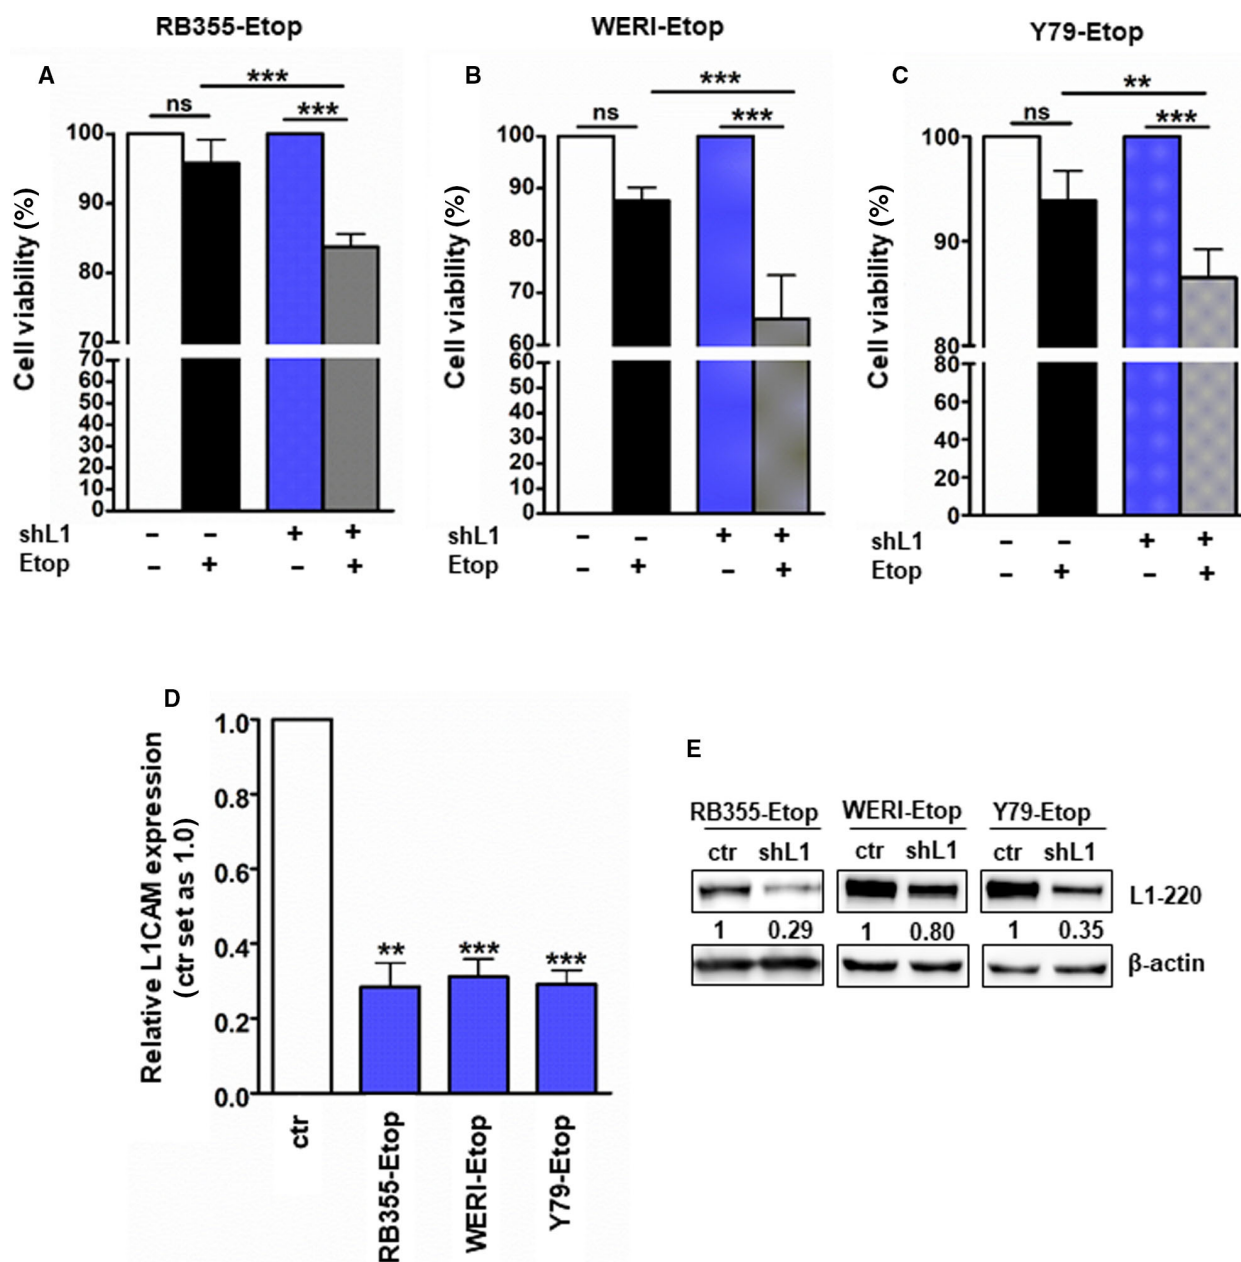 RB355-Etop WERI-Etop Y79-Etop
A
***
ns ***
Cell viability (%)
100
90
80
70
70
60
50
40
30
20
10
0
shL1 – – + +
Etop – + – +
B
***
ns ***
Cell viability (%)
100
90
80
70
60
60
50
40
30
20
10
0
shL1 – – + +
Etop – + – +
C
**
ns ***
Cell viability (%)
100
90
80
80
60
40
20
0
shL1 – – + +
Etop – + – +
D
Relative L1CAM expression
(ctr set as 1.0)
1.0
0.8
0.6
0.4
0.2
0.0
** *** ***
ctr RB355-Etop WERI-Etop Y79-Etop
E
RB355-Etop WERI-Etop Y79-Etop
ctr shL1 ctr shL1 ctr shL1
L1-220
1 0.29 1 0.80 1 0.35
β-actin